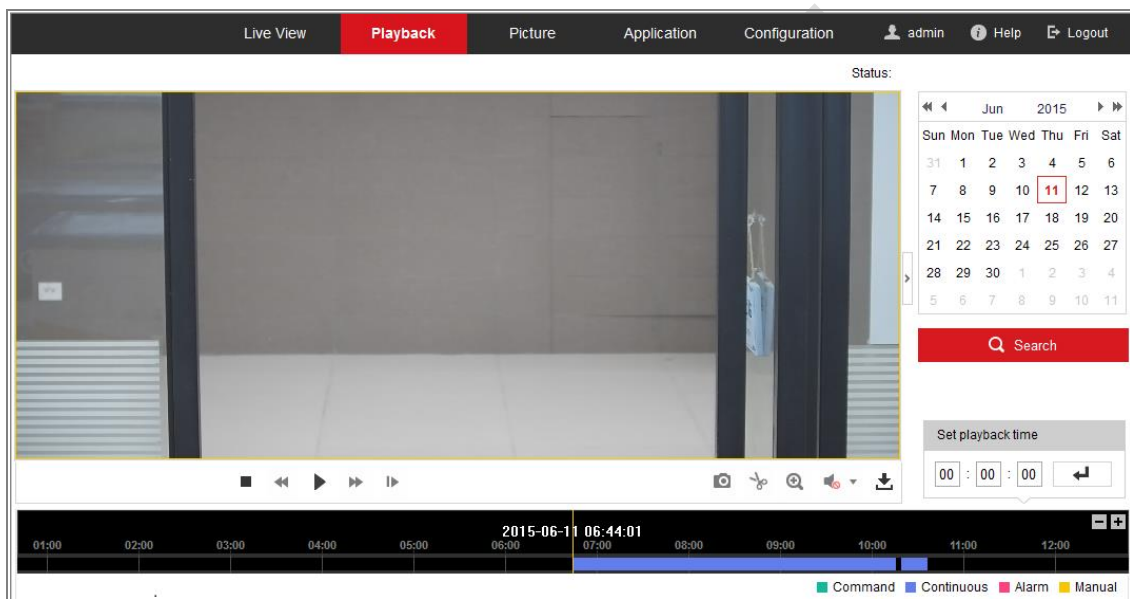 Live View Playback Picture Application Configuration admin Help Logout
Status:
Jun 2015
Sun Mon Tue Wed Thu Fri Sat
31 1 2 3 4 5 6
7 8 9 10 11 12 13
14 15 16 17 18 19 20
21 22 23 24 25 26 27
28 29 30 1 2 3 4
5 6 7 8 9 10 11
Search
Set playback time
00 : 00 : 00
2015-06-11 06:44:01
01:00 02:00 03:00 04:00 05:00 06:00 07:00 08:00 09:00 10:00 11:00 12:00
Command Continuous Alarm Manual